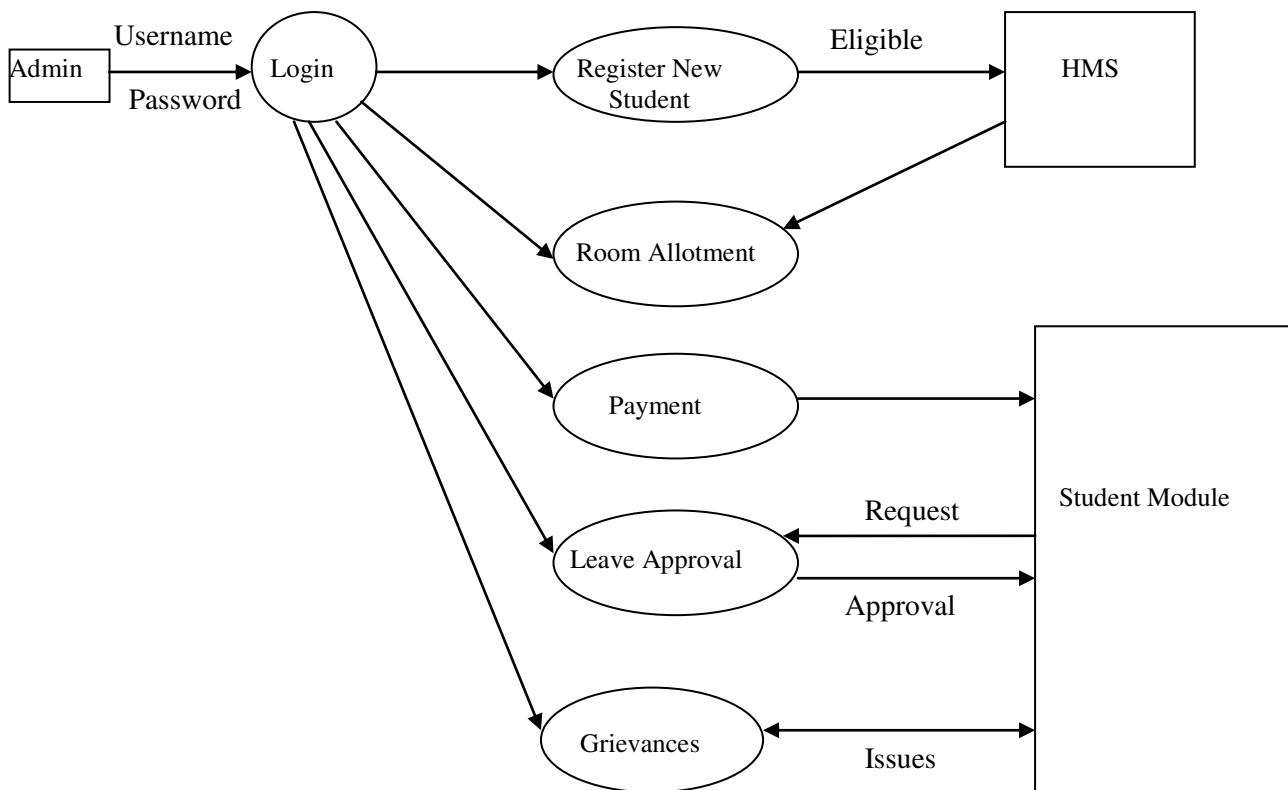 Username
Admin
Password
Login
Register New
Student
Eligible
HMS
Room Allotment
Payment
Student Module
Request
Leave Approval
Approval
Grievances
Issues